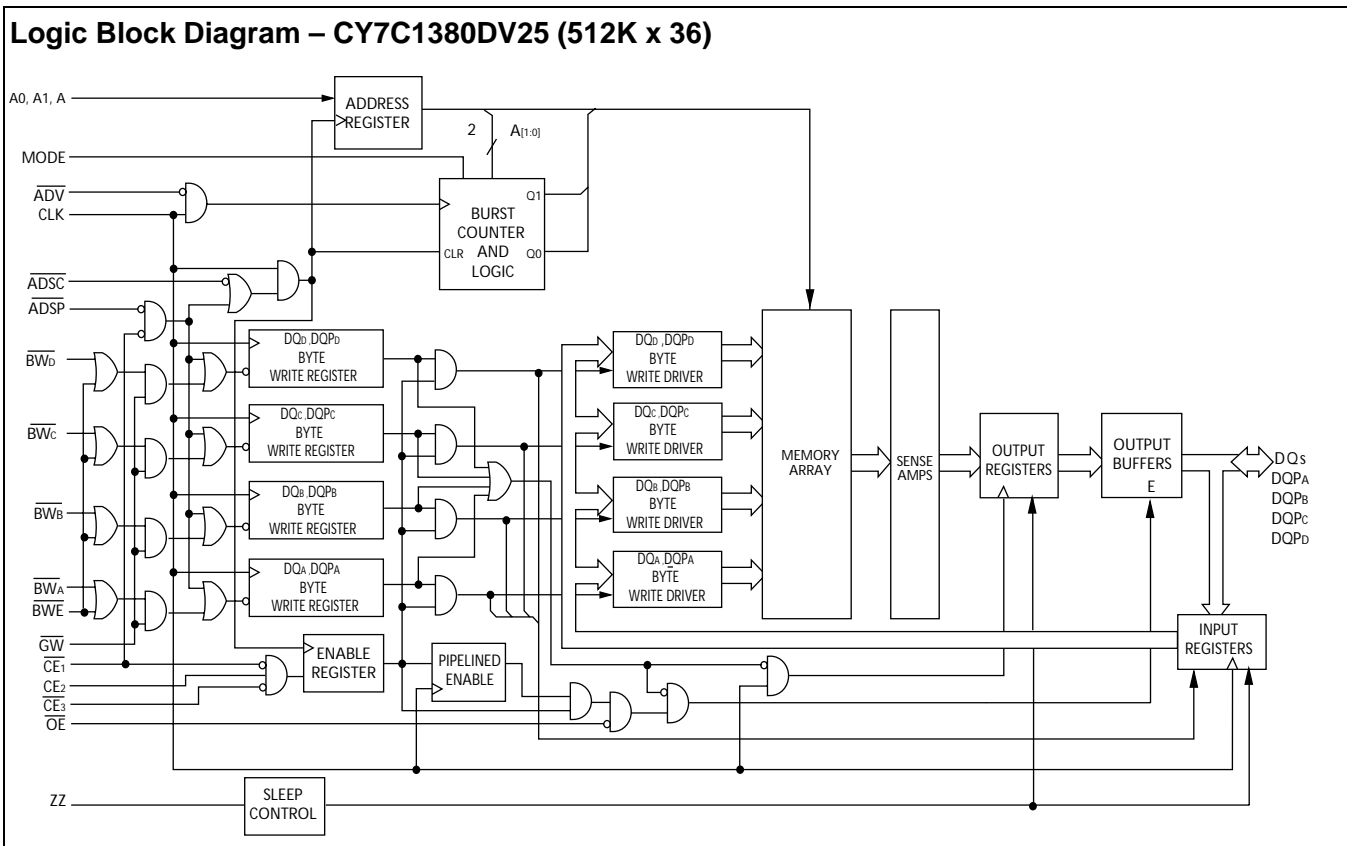 Logic Block Diagram – CY7C1380DV25 (512K x 36)
A0, A1, A
ADDRESS
REGISTER
2
A[1:0]
MODE
ADV
CLK
BURST
COUNTER
AND
LOGIC
CLR
Q1
Q0
ADSC
ADSP
BWD
DQD,DQPD
BYTE
WRITE REGISTER
DQD,DQPD
BYTE
WRITE DRIVER
BWC
DQC,DQPC
BYTE
WRITE REGISTER
DQC,DQPC
BYTE
WRITE DRIVER
BWB
DQB,DQPB
BYTE
WRITE REGISTER
DQB,DQPB
BYTE
WRITE DRIVER
BWA
BWE
DQA,DQPA
BYTE
WRITE REGISTER
DQA,DQPA
BYTE
WRITE DRIVER
MEMORY
ARRAY
SENSE
AMPS
OUTPUT
REGISTERS
OUTPUT
BUFFERS
E
DQs
DQPA
DQPB
DQPC
DQPD
INPUT
REGISTERS
GW
CE1
CE2
CE3
OE
ENABLE
REGISTER
PIPELINED
ENABLE
ZZ
SLEEP
CONTROL